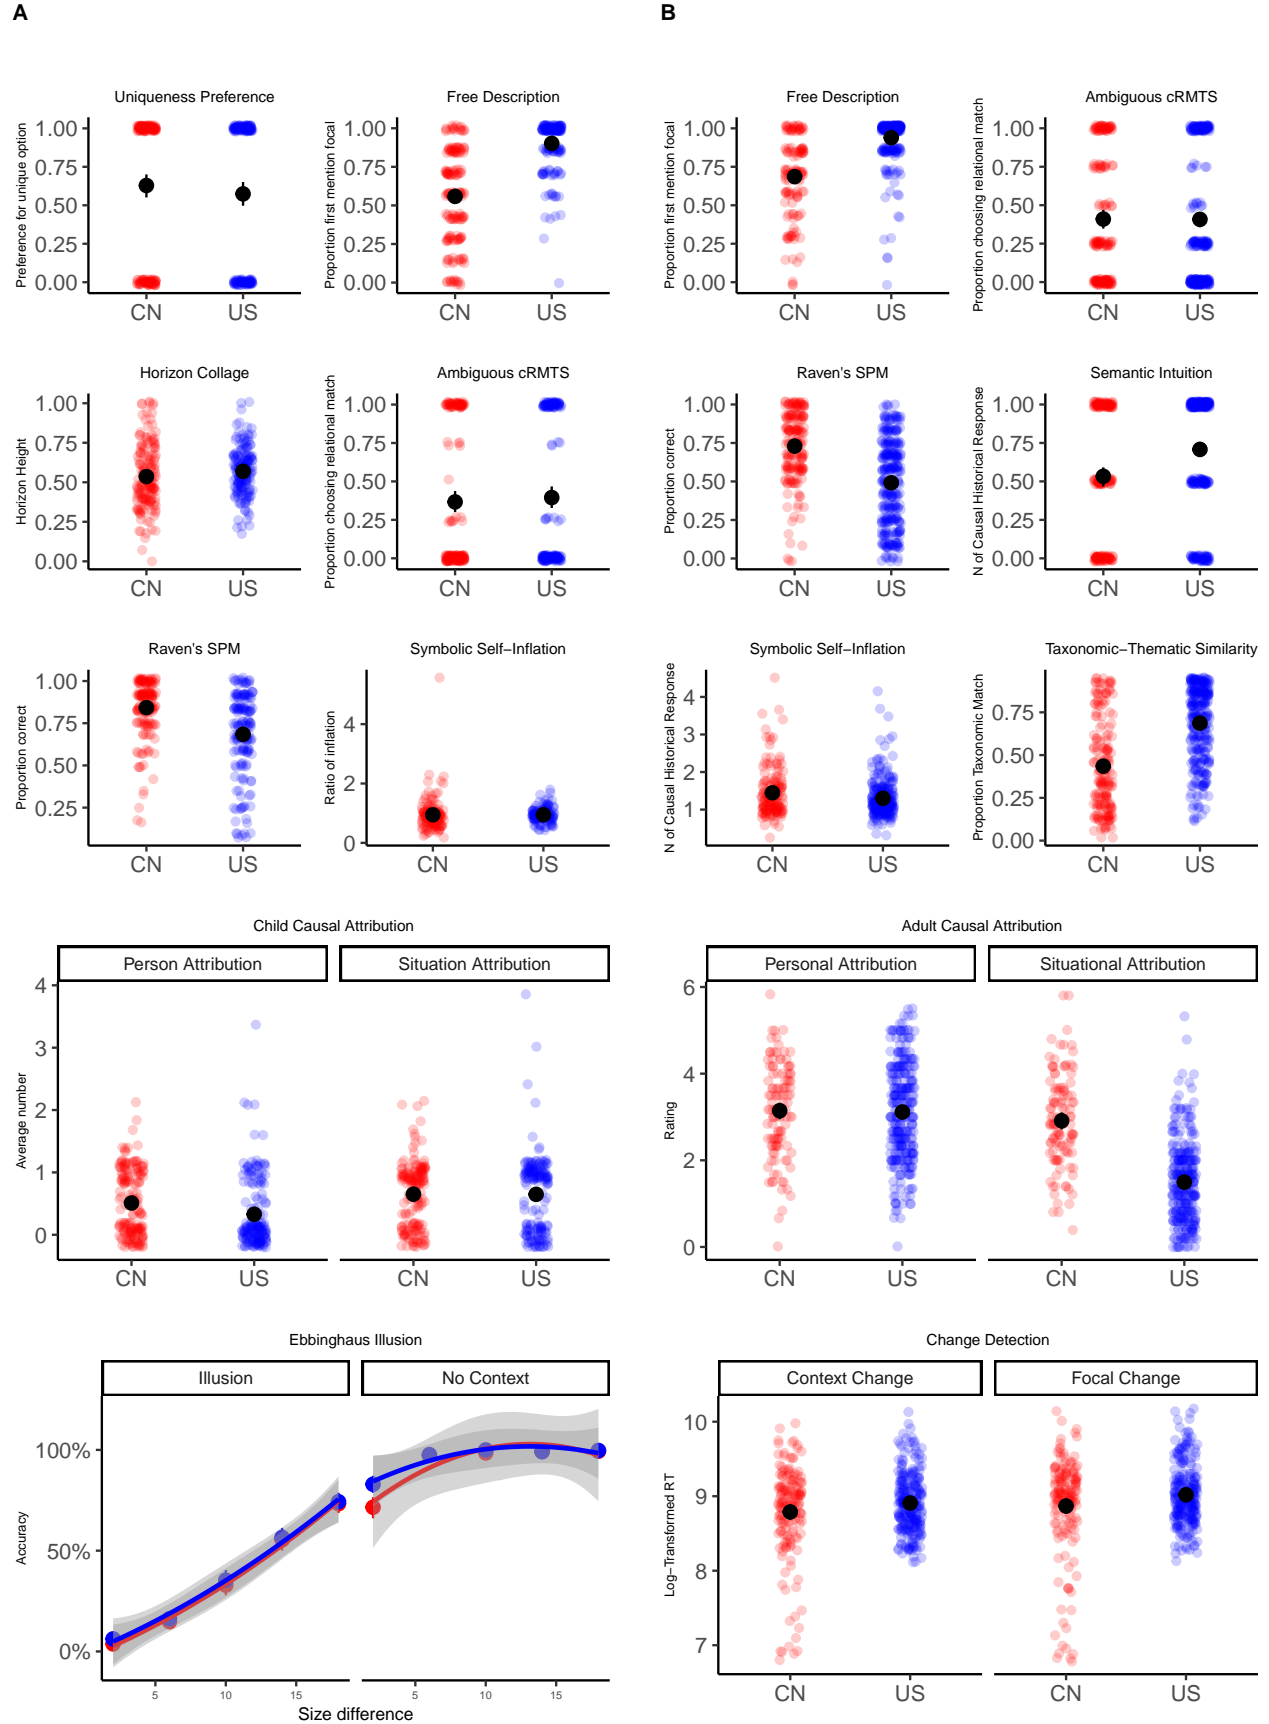 A
B
Uniqueness Preference
Preference for unique option
1.00
0.75
0.50
0.25
0.00
CN
US
Free Description
Proportion first mention focal
1.00
0.75
0.50
0.25
0.00
CN
US
Free Description
Proportion first mention focal
1.00
0.75
0.50
0.25
0.00
CN
US
Ambiguous cRMTS
Proportion choosing relational match
1.00
0.75
0.50
0.25
0.00
CN
US
Horizon Collage
Horizon Height
1.00
0.75
0.50
0.25
0.00
CN
US
Ambiguous cRMTS
Proportion choosing relational match
1.00
0.75
0.50
0.25
0.00
CN
US
Raven's SPM
Proportion correct
1.00
0.75
0.50
0.25
0.00
CN
US
Semantic Intuition
N of Causal Historical Response
1.00
0.75
0.50
0.25
0.00
CN
US
Raven's SPM
Proportion correct
1.00
0.75
0.50
0.25
CN
US
Symbolic Self−Inflation
Ratio of inflation
4
2
0
CN
US
Symbolic Self−Inflation
N of Causal Historical Response
4
3
2
1
CN
US
Taxonomic−Thematic Similarity
Proportion Taxonomic Match
0.75
0.50
0.25
0.00
CN
US
Child Causal Attribution
Person Attribution
Situation Attribution
Average number
4
3
2
1
0
CN
US
CN
US
Adult Causal Attribution
Personal Attribution
Situational Attribution
Rating
6
4
2
0
CN
US
CN
US
Ebbinghaus Illusion
Illusion
No Context
Accuracy
100%
50%
0%
5
10
15
5
10
15
Size difference
Change Detection
Context Change
Focal Change
Log−Transformed RT
10
9
8
7
CN
US
CN
US